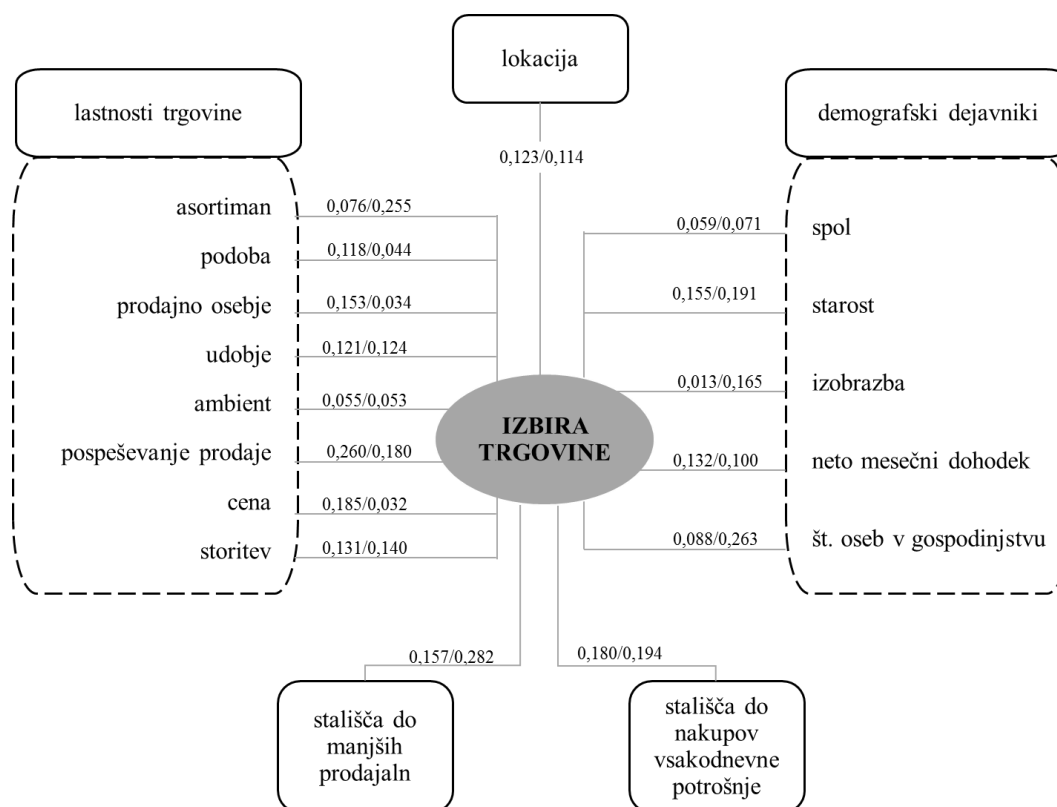 lokacija
0,123/0,114
lastnosti trgovine
asortiman 0,076/0,255
podoba 0,118/0,044
prodajno osebje 0,153/0,034
udobje 0,121/0,124
ambient 0,055/0,053
pospeševanje prodaje 0,260/0,180
cena 0,185/0,032
storitev 0,131/0,140
IZBIRA
TRGOVINE
demografski dejavniki
0,059/0,071 spol
0,155/0,191 starost
0,013/0,165 izobrazba
0,132/0,100 neto mesečni dohodek
0,088/0,263 št. oseb v gospodinjstvu
0,157/0,282
stališča do
manjših
prodajaln
0,180/0,194
stališča do
nakupov
vsakodnevne
potrošnje